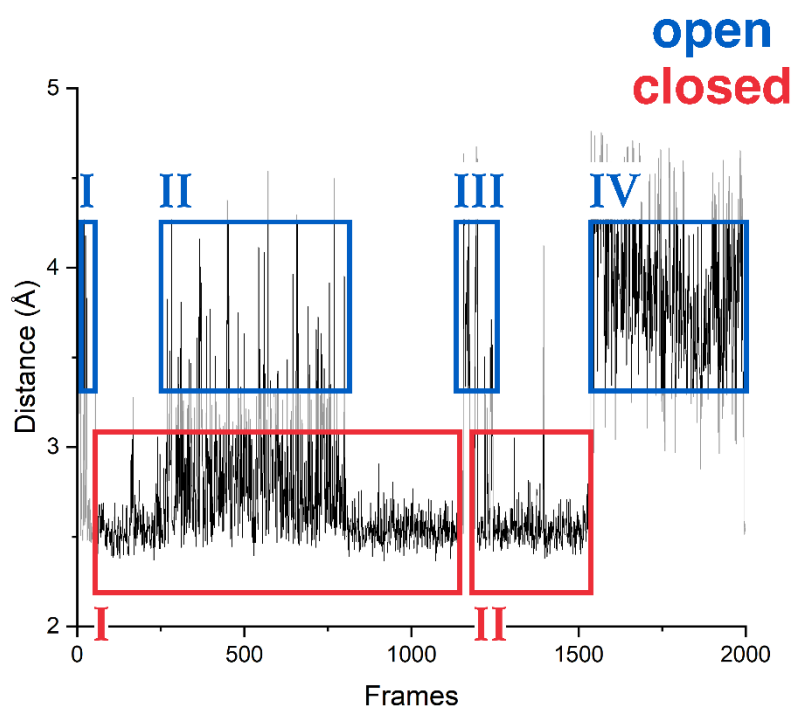 open
closed
5
I
II
III
IV
4
Distance (Å)
3
2
I
II
0
500
1000
1500
2000
Frames